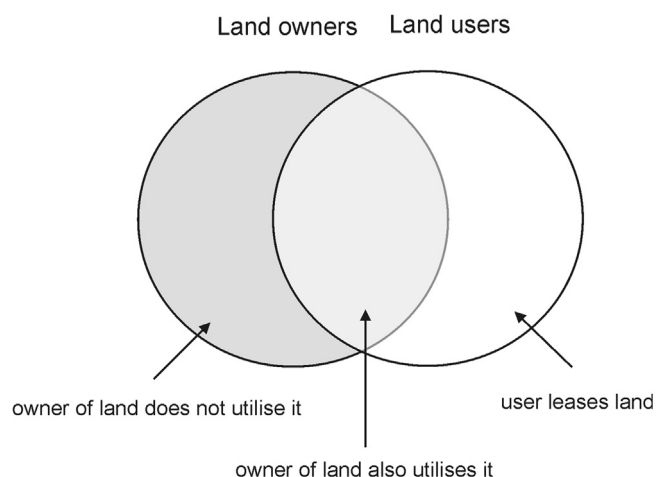 Land owners
Land users
owner of land does not utilise it
user leases land
owner of land also utilises it